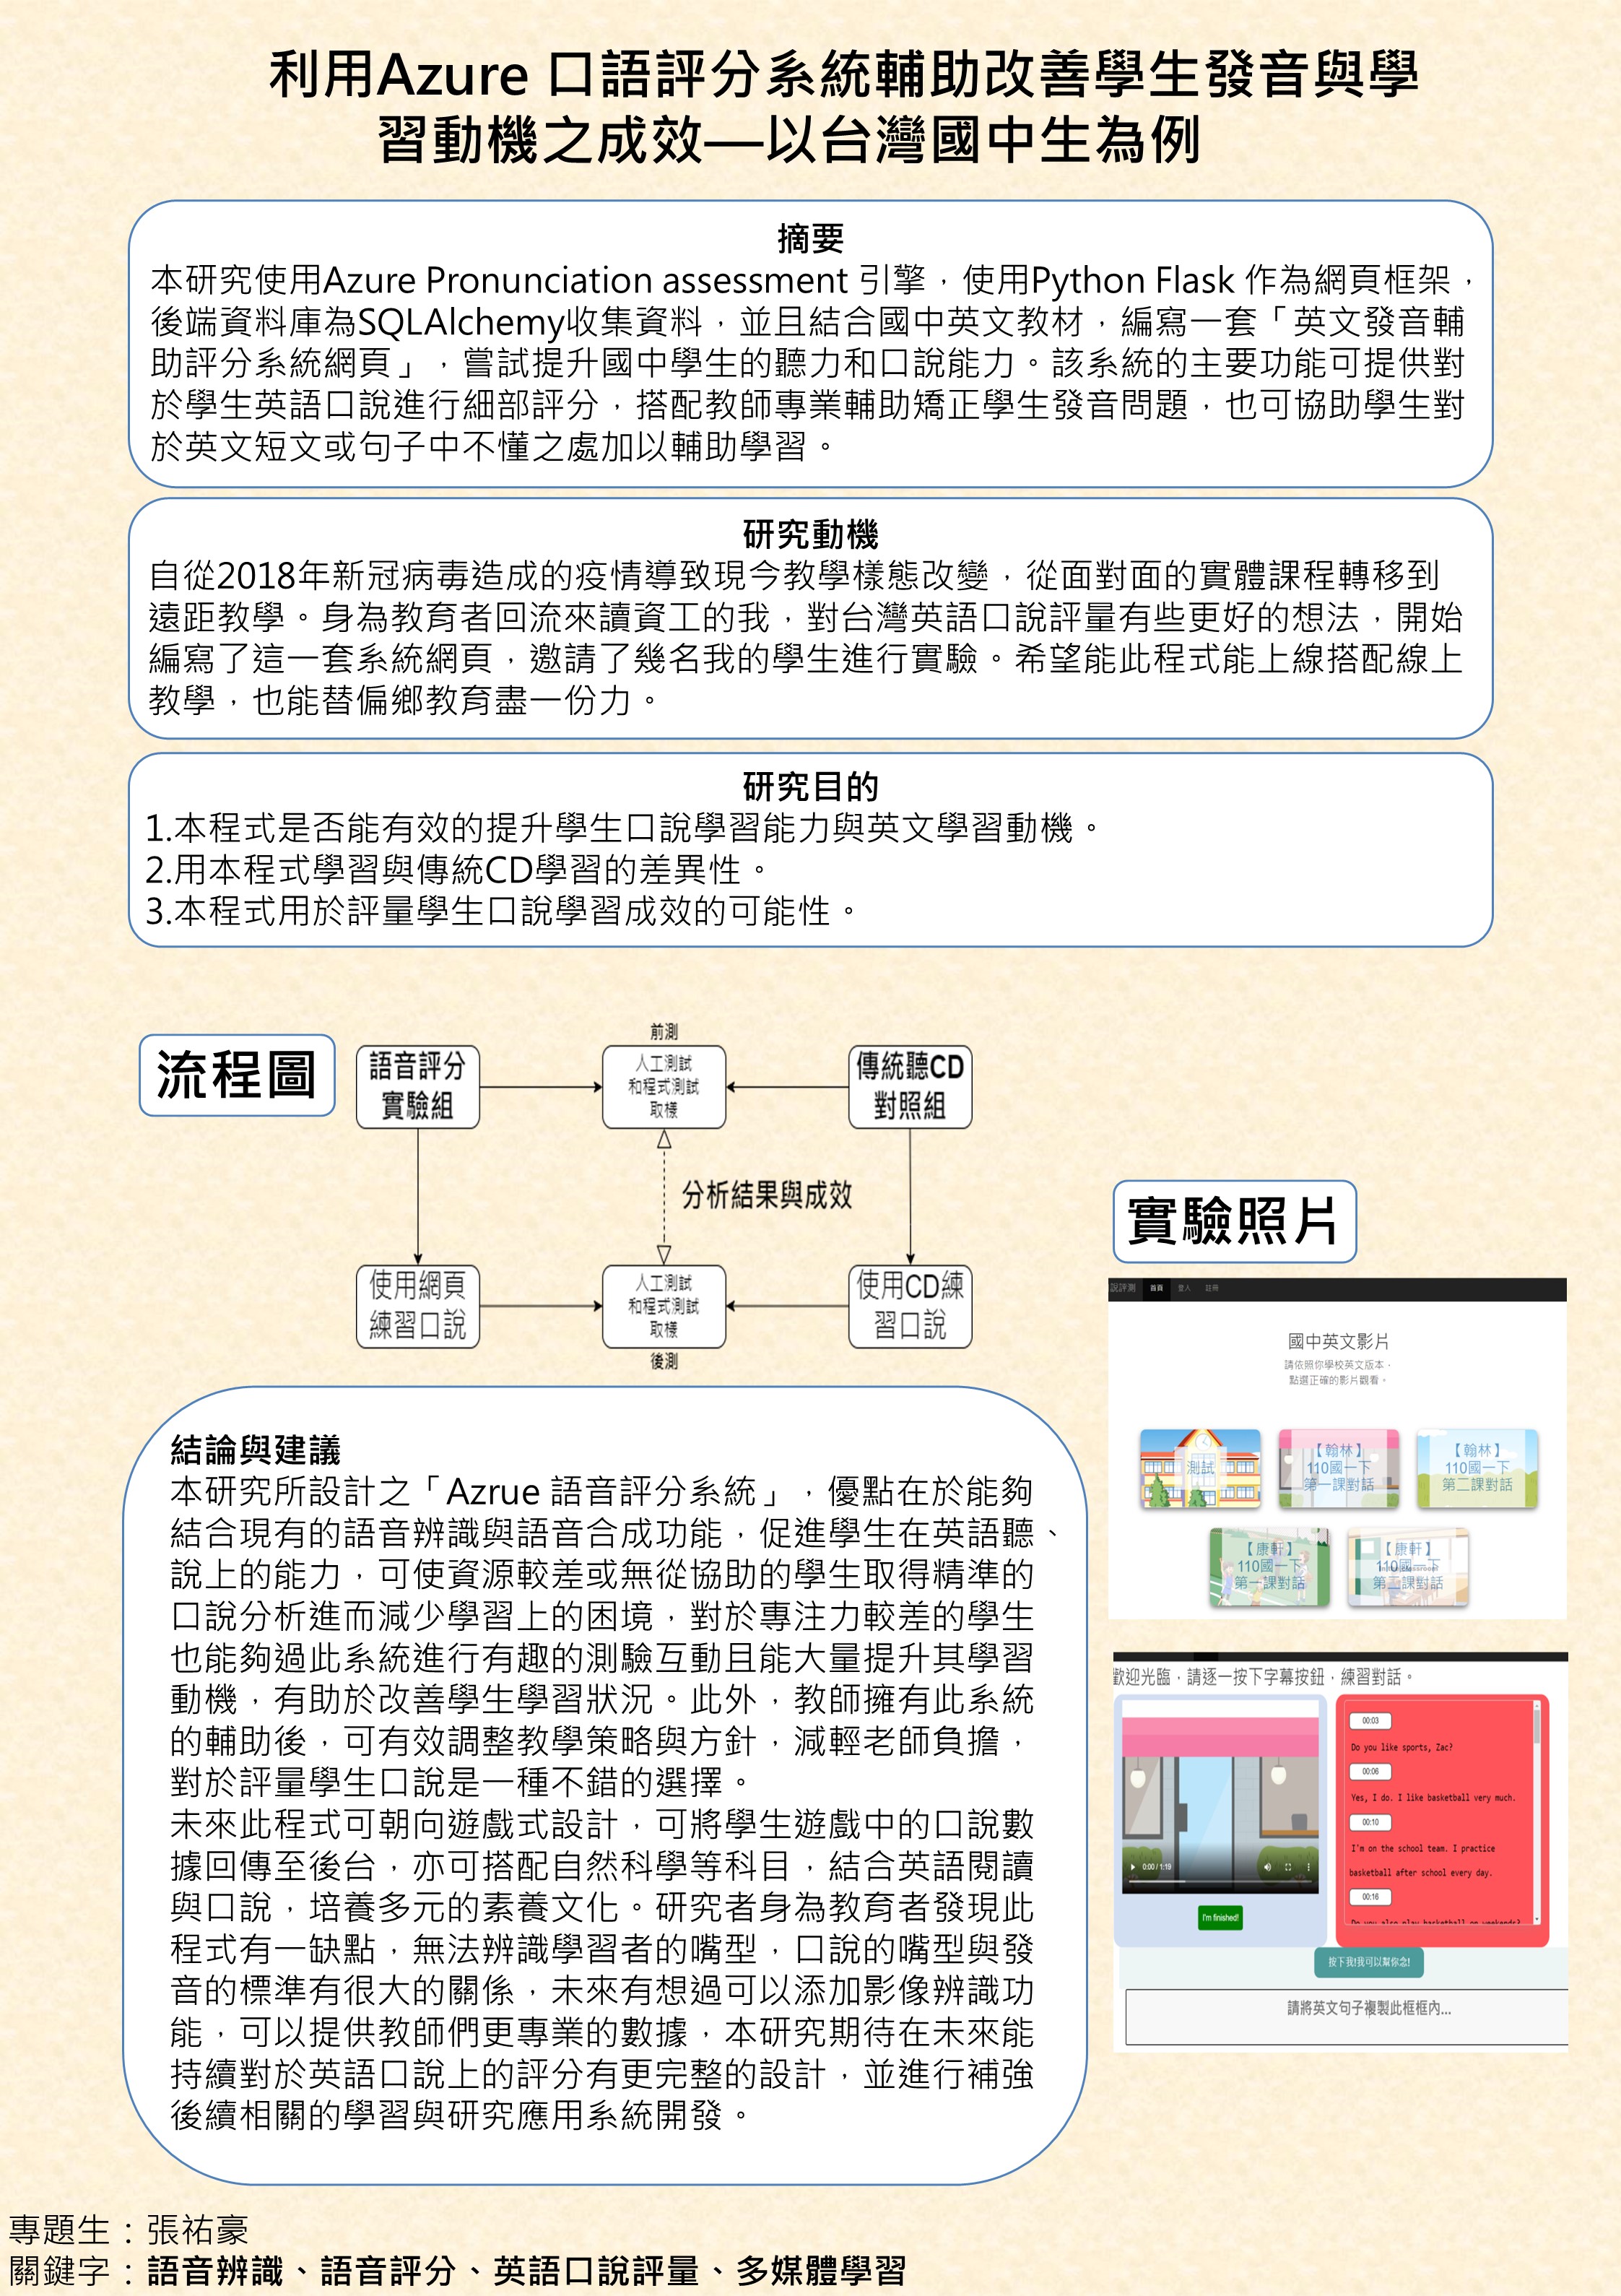 利用Azure 口語評分系統輔助改善學生發音與學
習動機之成效—以台灣國中生為例
摘要
本研究使用Azure Pronunciation assessment 引擎，使用Python Flask 作為網頁框架，
後端資料庫為SQLAlchemy收集資料，並且結合國中英文教材，編寫一套「英文發音輔
助評分系統網頁」，嘗試提升國中學生的聽力和口說能力。該系統的主要功能可提供對
於學生英語口說進行細部評分，搭配教師專業輔助矯正學生發音問題，也可協助學生對
於英文短文或句子中不懂之處加以輔助學習。
研究動機
自從2018年新冠病毒造成的疫情導致現今教學樣態改變，從面對面的實體課程轉移到
遠距教學。身為教育者回流來讀資工的我，對台灣英語口說評量有些更好的想法，開始
編寫了這一套系統網頁，邀請了幾名我的學生進行實驗。希望能此程式能上線搭配線上
教學，也能替偏鄉教育盡一份力。
研究目的
1.本程式是否能有效的提升學生口說學習能力與英文學習動機。
2.用本程式學習與傳統CD學習的差異性。
3.本程式用於評量學生口說學習成效的可能性。
流程圖
前測
語音評分
實驗組
人工測試
和程式測試
取樣
傳統聽CD
對照組
分析結果與成效
使用網頁
練習口說
人工測試
和程式測試
取樣
使用CD練
習口說
後測
結論與建議
本研究所設計之「Azrue 語音評分系統」，優點在於能夠
結合現有的語音辨識與語音合成功能，促進學生在英語聽、
說上的能力，可使資源較差或無從協助的學生取得精準的
口說分析進而減少學習上的困境，對於專注力較差的學生
也能夠過此系統進行有趣的測驗互動且能大量提升其學習
動機，有助於改善學生學習狀況。此外，教師擁有此系統
的輔助後，可有效調整教學策略與方針，減輕老師負擔，
對於評量學生口說是一種不錯的選擇。
未來此程式可朝向遊戲式設計，可將學生遊戲中的口說數
據回傳至後台，亦可搭配自然科學等科目，結合英語閱讀
與口說，培養多元的素養文化。研究者身為教育者發現此
程式有一缺點，無法辨識學習者的嘴型，口說的嘴型與發
音的標準有很大的關係，未來有想過可以添加影像辨識功
能，可以提供教師們更專業的數據，本研究期待在未來能
持續對於英語口說上的評分有更完整的設計，並進行補強
後續相關的學習與研究應用系統開發。
實驗照片
說評測 首頁 登入 註冊
國中英文影片
請依照你學校英文版本，
點選正確的影片觀看。
測試
【翰林】
110國一下
第一課對話
【翰林】
110國一下
第二課對話
【康軒】
110國一下
第一課對話
【康軒】
110國一下
第二課對話
歡迎光臨，請逐一按下字幕按鈕，練習對話。
00:03
Do you like sports, Zac?
00:06
Yes, I do. I like basketball very much.
00:10
I'm on the school team. I practice
basketball after school every day.
00:16
Do you also play basketball on weekends?
0:00 / 1:19
I'm finished!
按下我!我可以幫你念!
請將英文句子複製此框框內...
專題生：張祐豪
關鍵字：語音辨識、語音評分、英語口說評量、多媒體學習